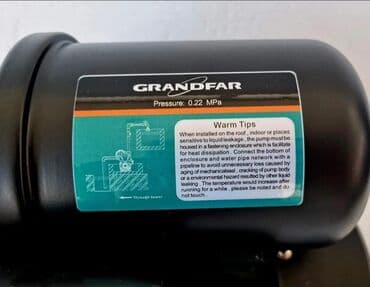 GRANDFAR
Pressure: 0.22 MPa
Warm Tips
When installed on the roof , indoor or places
sensitive to liquid leakage , the pump must be
housed in a fastening enclosure which is facilitate
for heat dissipation . Connect the bottom of
enclosure and water pipe network with a
pipeline to avoid unnecessary loss caused by
aging of mechanicalseal , cracking of pump body
or a environmental hazard resulted by other liquid
leaking . The temperature would increase after
running for a while , please be noted and do
not touch .
Through Sewer